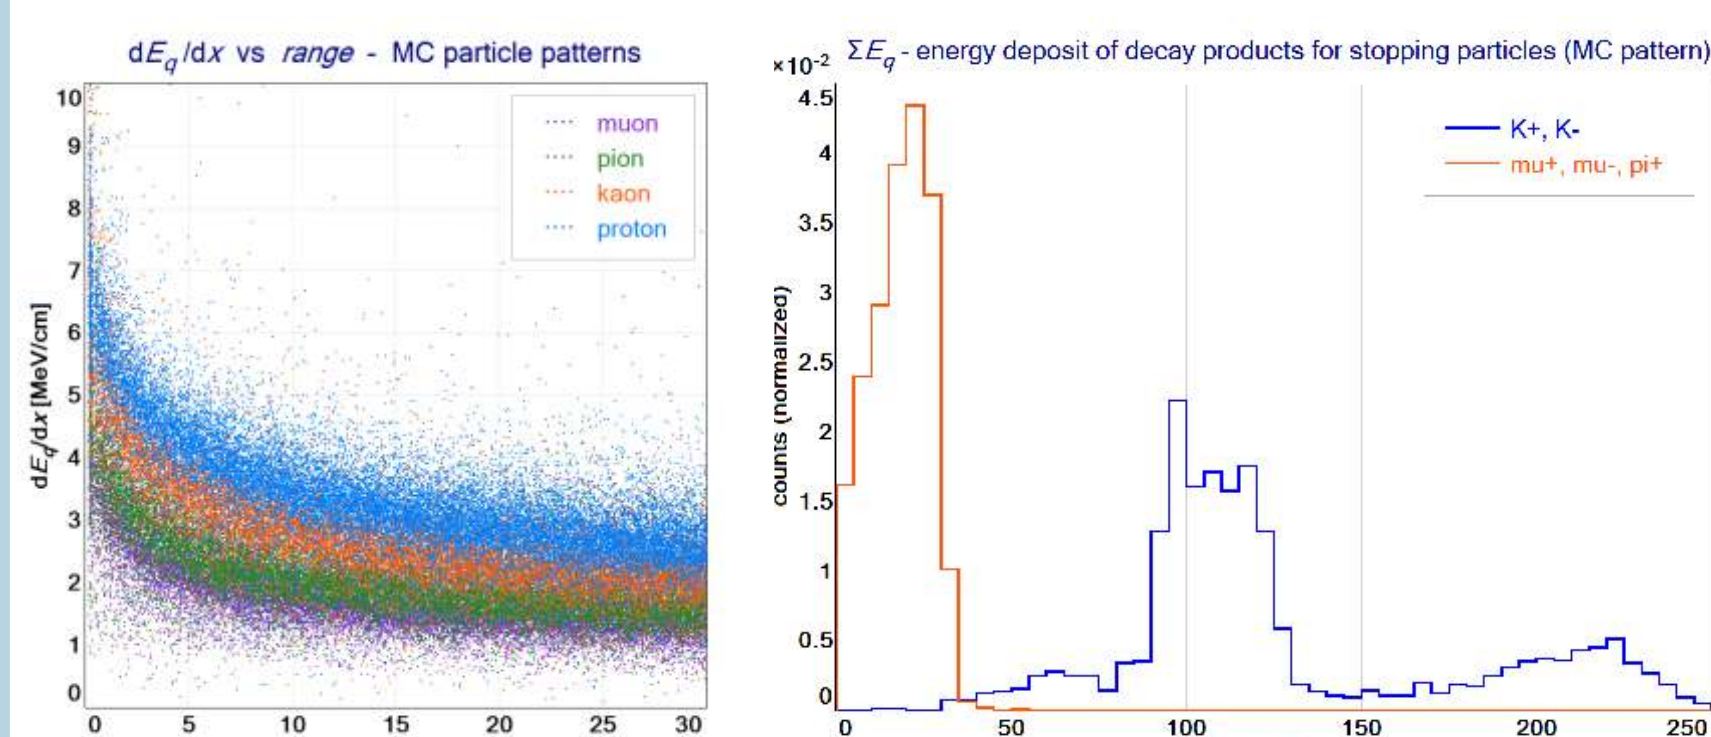 dEq/dx vs range - MC particle patterns
10
9
8
7
6
5
4
3
2
1
0
dEq/dx [MeV/cm]
muon
pion
kaon
proton
0 5 10 15 20 25 30
ΣEq - energy deposit of decay products for stopping particles (MC pattern)
×10-2
4.5
4
3.5
3
2.5
2
1.5
1
0.5
0
counts (normalized)
K+, K-
mu+, mu-, pi+
0 50 100 150 200 250